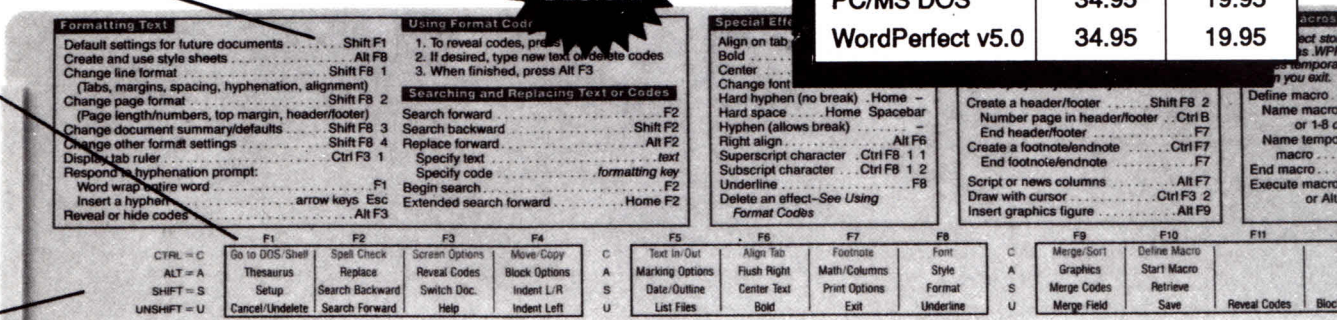 Formatting Text
Default settings for future documents ....... Shift F1
Create and use style sheets ................. Alt F8
Change line format ................. Shift F8 1
(Tabs, margins, spacing, hyphenation, alignment)
Change page format ................. Shift F8 2
(Page length/numbers, top margin, header/footer)
Change document summary/defaults ..... Shift F8 3
Change other format settings ......... Shift F8 4
Display tab ruler ................. Ctrl F3 1
Respond to hyphenation prompt:
Word wrap entire word ................. F1
Insert a hyphen ................. arrow keys Esc
Reveal or hide codes ................. Alt F3
Using Format
1. To reveal codes,
2. If desired, type new text or delete codes
3. When finished, press Alt F3
Searching and Replacing Text or Codes
Search forward ................. F2
Search backward ................. Shift F2
Replace forward ................. Alt F2
Specify text ................. text
Specify code ................. formatting key
Begin search ................. F2
Extended search forward ......... Home F2
Special
Align on tab
Bold
Center
Change font
Hard hyphen (no break) . Home –
Hard space ..... Home Spacebar
Hyphen (allows break) ........ –
Right align ................. Alt F6
Superscript character . Ctrl F8 1 1
Subscript character .. Ctrl F8 1 2
Underline ................. F8
Delete an effect–See Using
Format Codes
PC/MS DOS 34.95 19.95
WordPerfect v5.0 34.95 19.95
Create a header/footer ...... Shift F8 2
Number page in header/footer .. Ctrl B
End header/footer ........... F7
Create a footnote/endnote ...... Ctrl F7
End footnote/endnote ......... F7
Script or news columns ....... Alt F7
Draw with cursor ........... Ctrl F3 2
Insert graphics figure ......... Alt F9
you exit.
Define macro
Name macro
or 1-8
Name
macro
End macro
Execute
or Alt
F1 F2 F3 F4 F5 F6 F7 F8 F9 F10 F11
CTRL = C Go to DOS/Shell Spell Check Screen Options Move/Copy C Text In/Out Align Tab Footnote Font C Merge/Sort Define Macro
ALT = A Thesaurus Replace Reveal Codes Block Options A Marking Options Flush Right Math/Columns Style A Graphics Start Macro
SHIFT = S Setup Search Backward Switch Doc. Indent L/R S Date/Outline Center Text Print Options Format S Merge Codes Retrieve
UNSHIFT = U Cancel/Undelete Search Forward Help Indent Left U List Files Bold Exit Underline U Merge Field Save Reveal Codes